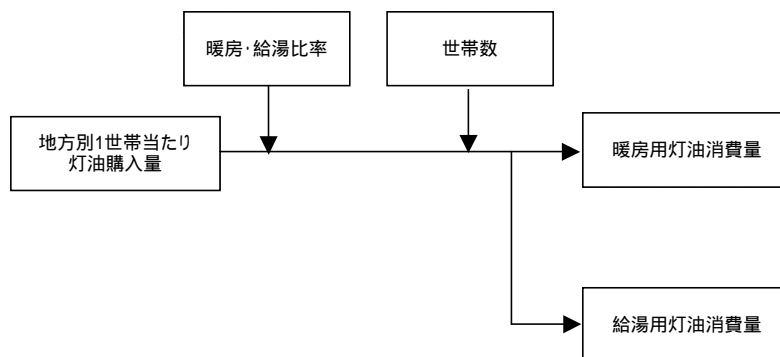 暖房･給湯比率
世帯数
地方別1世帯当たり
灯油購入量
暖房用灯油消費量
給湯用灯油消費量